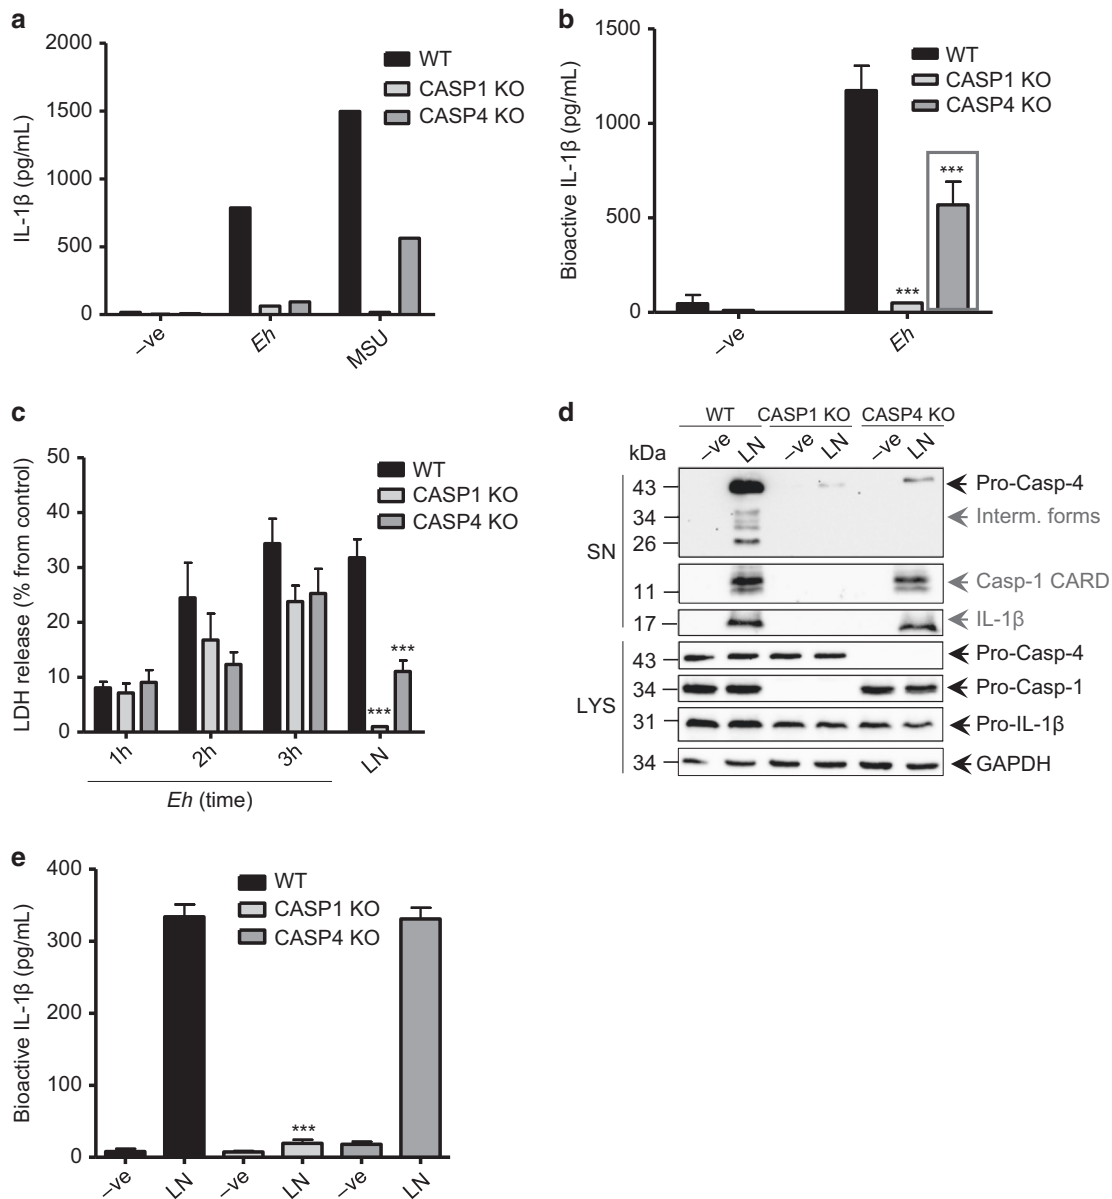 a
2000
1500
1000
500
0
IL-1β (pg/mL)
WT
CASP1 KO
CASP4 KO
–ve
Eh
MSU
b
1500
1000
500
0
Bioactive IL-1β (pg/mL)
WT
CASP1 KO
CASP4 KO
***
***
–ve
Eh
c
50
40
30
20
10
0
LDH release (% from control)
WT
CASP1 KO
CASP4 KO
***
***
1h
2h
3h
LN
Eh (time)
d
WT CASP1 KO CASP4 KO
kDa –ve LN –ve LN –ve LN
SN
43 Pro-Casp-4
34 Interm. forms
26
11 Casp-1 CARD
17 IL-1β
LYS
43 Pro-Casp-4
34 Pro-Casp-1
31 Pro-IL-1β
34 GAPDH
e
400
300
200
100
0
Bioactive IL-1β (pg/mL)
WT
CASP1 KO
CASP4 KO
***
–ve
LN
–ve
LN
–ve
LN